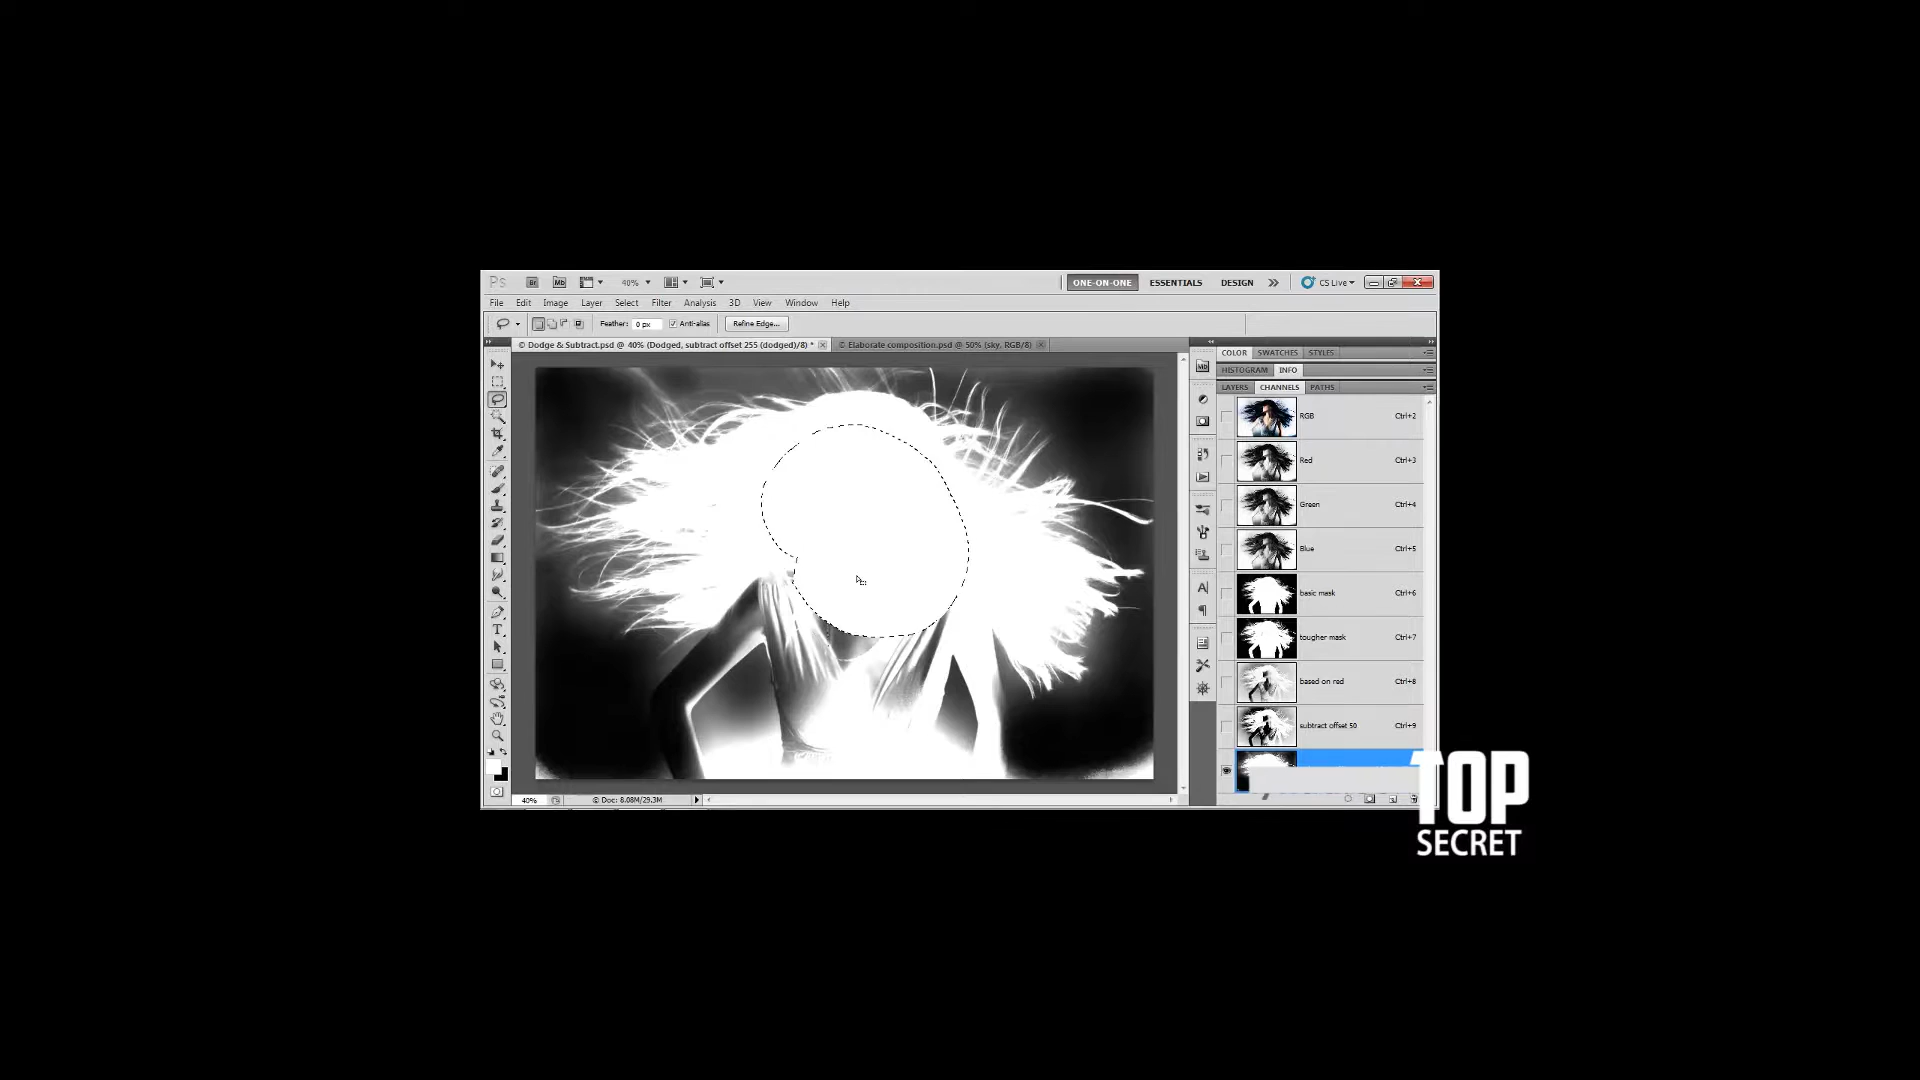 Ps Br Mb 40% ONE-ON-ONE ESSENTIALS DESIGN CS Live
File Edit Image Layer Select Filter Analysis 3D View Window Help
Feather: 0 px Anti-alias Refine Edge...
© Dodge & Subtract.psd @ 40% (Dodged, subtract offset 255 (dodged)/8) * © Elaborate composition.psd @ 50% (sky, RGB/8)
COLOR SWATCHES STYLES
HISTOGRAM INFO
LAYERS CHANNELS PATHS
RGB Ctrl+2
Red Ctrl+3
Green Ctrl+4
Blue Ctrl+5
basic mask Ctrl+6
tougher mask Ctrl+7
based on red Ctrl+8
subtract offset 50 Ctrl+9
40% © Doc: 8.08M/29.3M
TOP
SECRET